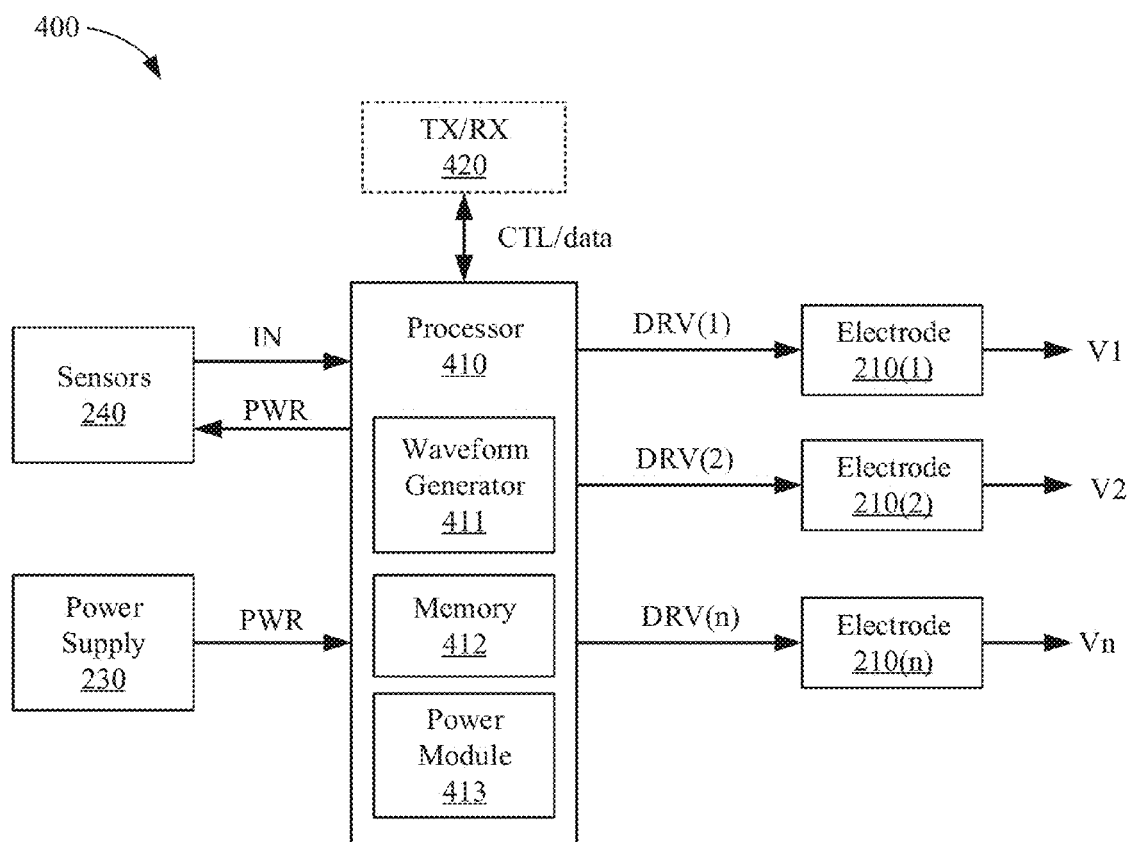 400
TX/RX
420
CTL/data
Sensors
240
IN
PWR
Power
Supply
230
PWR
Processor
410
Waveform
Generator
411
Memory
412
Power
Module
413
DRV(1)
Electrode
210(1)
V1
DRV(2)
Electrode
210(2)
V2
DRV(n)
Electrode
210(n)
Vn